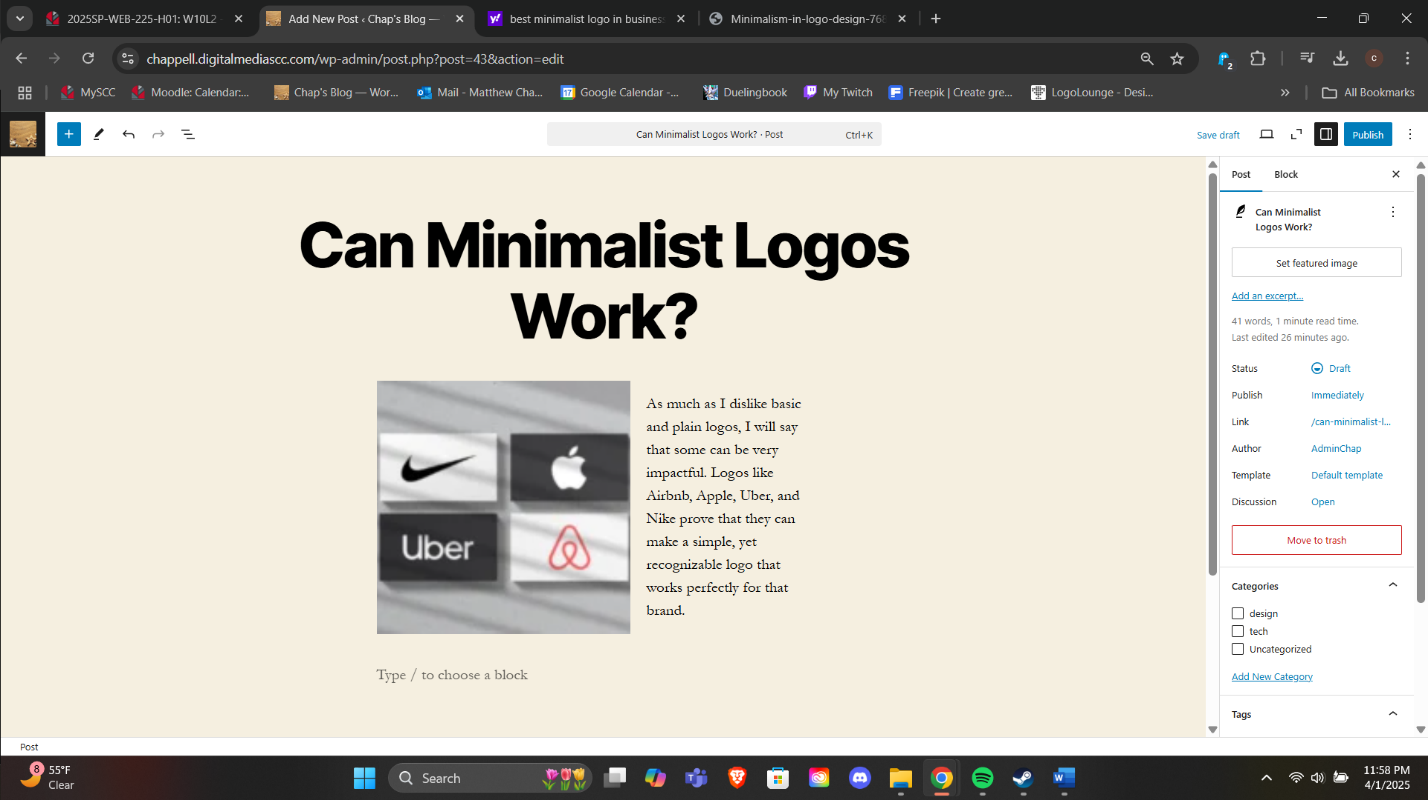 2025SP-WEB-225-H01: W10L2 -
Add New Post ‹ Chap's Blog —
best minimalist logo in business
Minimalism-in-logo-design-768
chappell.digitalmediascc.com/wp-admin/post.php?post=43&action=edit
2
c
MySCC
Moodle: Calendar:...
Chap's Blog — Wor...
Mail - Matthew Cha...
17
Google Calendar -...
Duelingbook
My Twitch
Freepik | Create gre...
LogoLounge - Desi...
»
All Bookmarks
Can Minimalist Logos Work? · Post
Ctrl+K
Save draft
Publish
Can Minimalist Logos
Work?
Uber
As much as I dislike basic
and plain logos, I will say
that some can be very
impactful. Logos like
Airbnb, Apple, Uber, and
Nike prove that they can
make a simple, yet
recognizable logo that
works perfectly for that
brand.
Type / to choose a block
Post
Block
Can Minimalist
Logos Work?
Set featured image
Add an excerpt...
41 words, 1 minute read time.
Last edited 26 minutes ago.
Status
Draft
Publish
Immediately
Link
/can-minimalist-l...
Author
AdminChap
Template
Default template
Discussion
Open
Move to trash
Categories
design
tech
Uncategorized
Add New Category
Tags
Post
8
55°F
Clear
Search
11:58 PM
4/1/2025